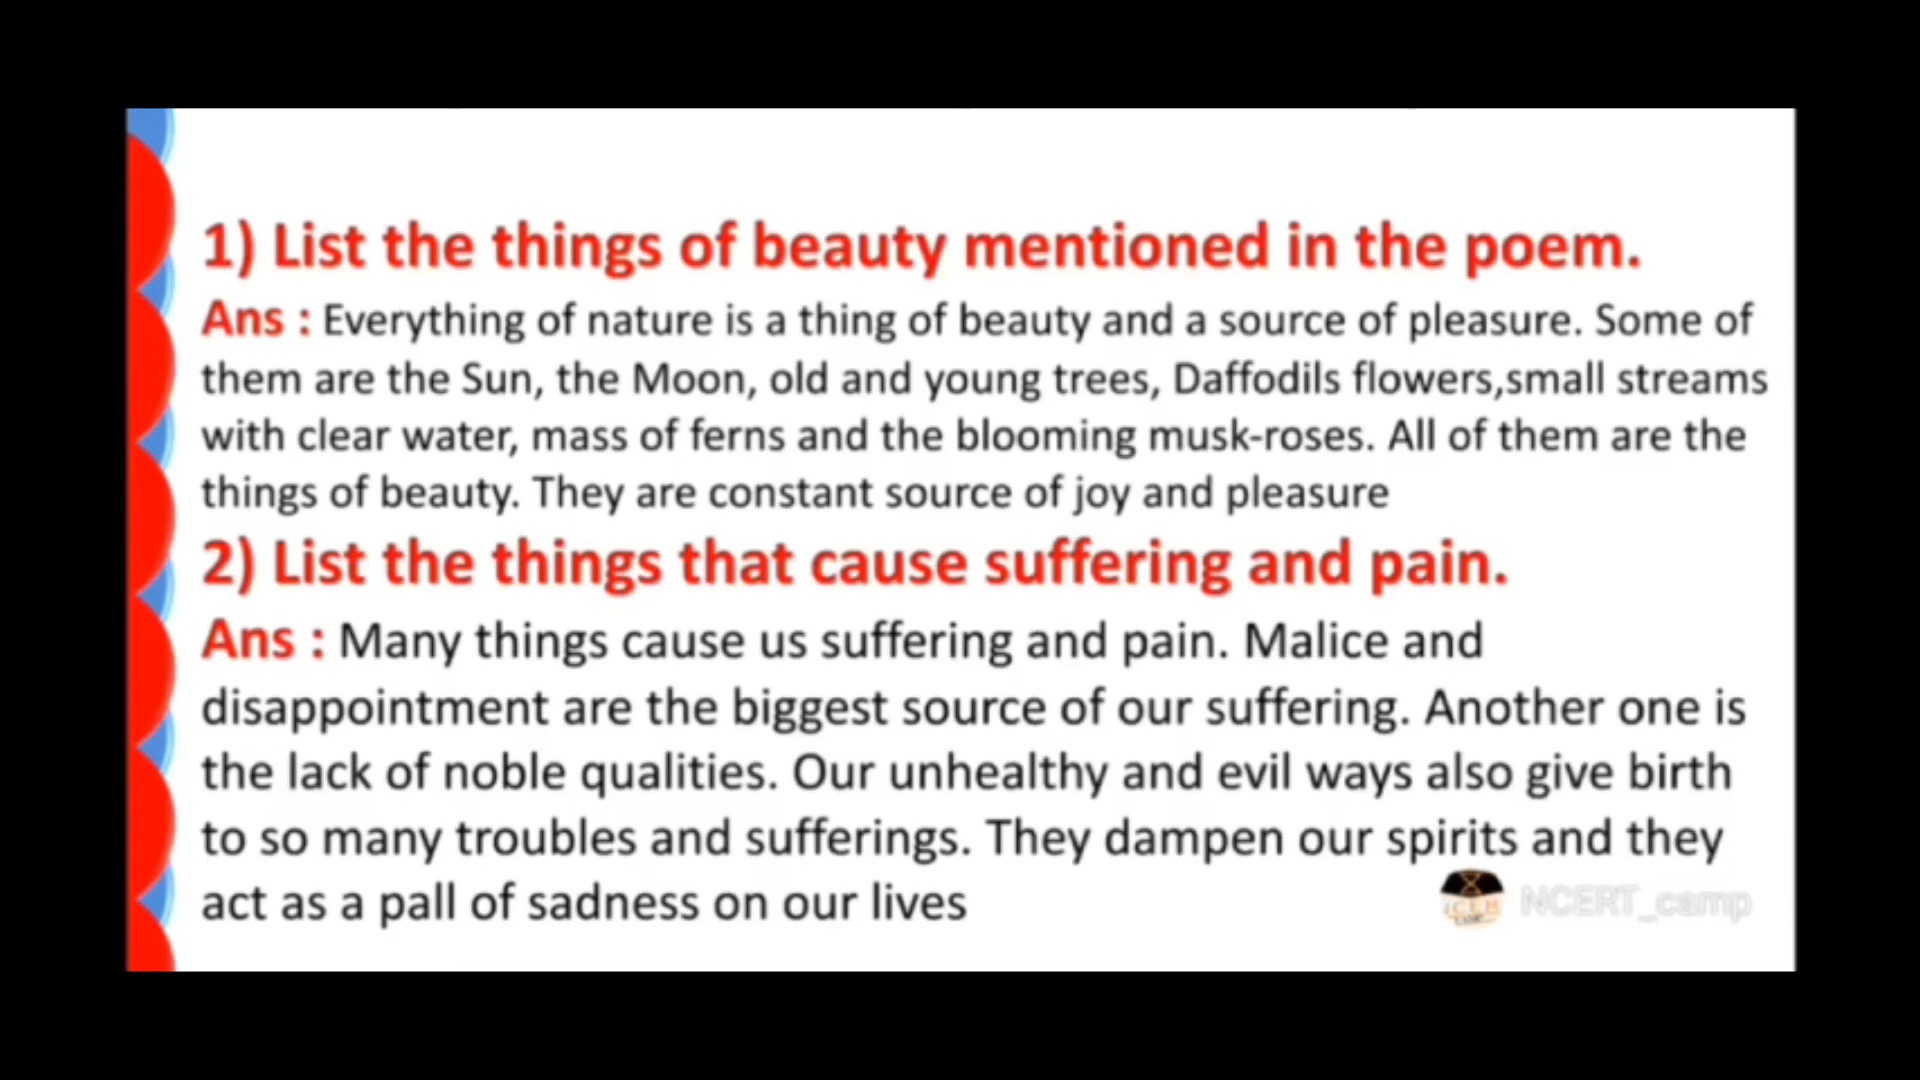 1) List the things of beauty mentioned in the poem.
Ans : Everything of nature is a thing of beauty and a source of pleasure. Some of
them are the Sun, the Moon, old and young trees, Daffodils flowers,small streams
with clear water, mass of ferns and the blooming musk-roses. All of them are the
things of beauty. They are constant source of joy and pleasure
2) List the things that cause suffering and pain.
Ans : Many things cause us suffering and pain. Malice and
disappointment are the biggest source of our suffering. Another one is
the lack of noble qualities. Our unhealthy and evil ways also give birth
to so many troubles and sufferings. They dampen our spirits and they
act as a pall of sadness on our lives
NCERT_camp